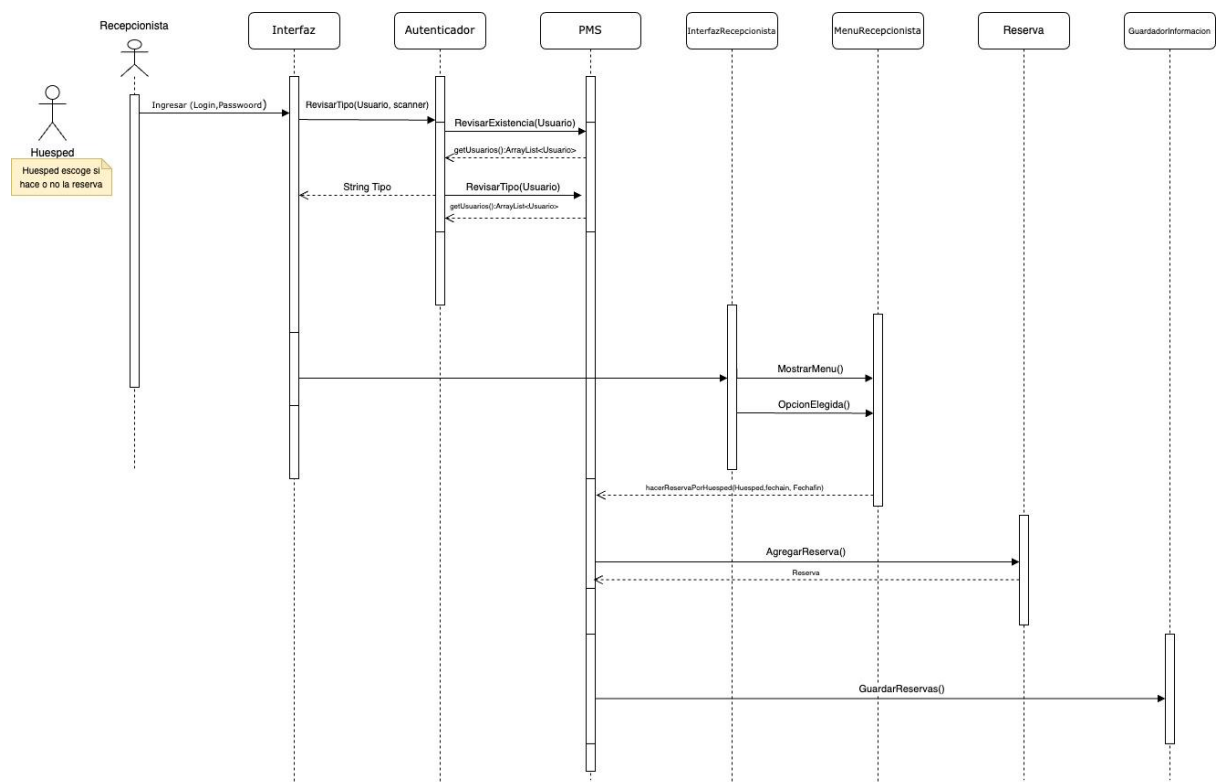 Recepcionista
Interfaz
Autenticador
PMS
InterfazRecepcionista
MenuRecepcionista
Reserva
GuardadorInformacion
Ingresar (Login,Passwoord)
RevisarTipo(Usuario, scanner)
RevisarExistencia(Usuario)
Huesped
getUsuarios():ArrayList<Usuario>
Huesped escoge si
hace o no la reserva
String Tipo
RevisarTipo(Usuario)
getUsuarios():ArrayList<Usuario>
MostrarMenu()
OpcionElegida()
hacerReservaPorHuesped(Huesped,fechain, Fechafin)
AgregarReserva()
Reserva
GuardarReservas()